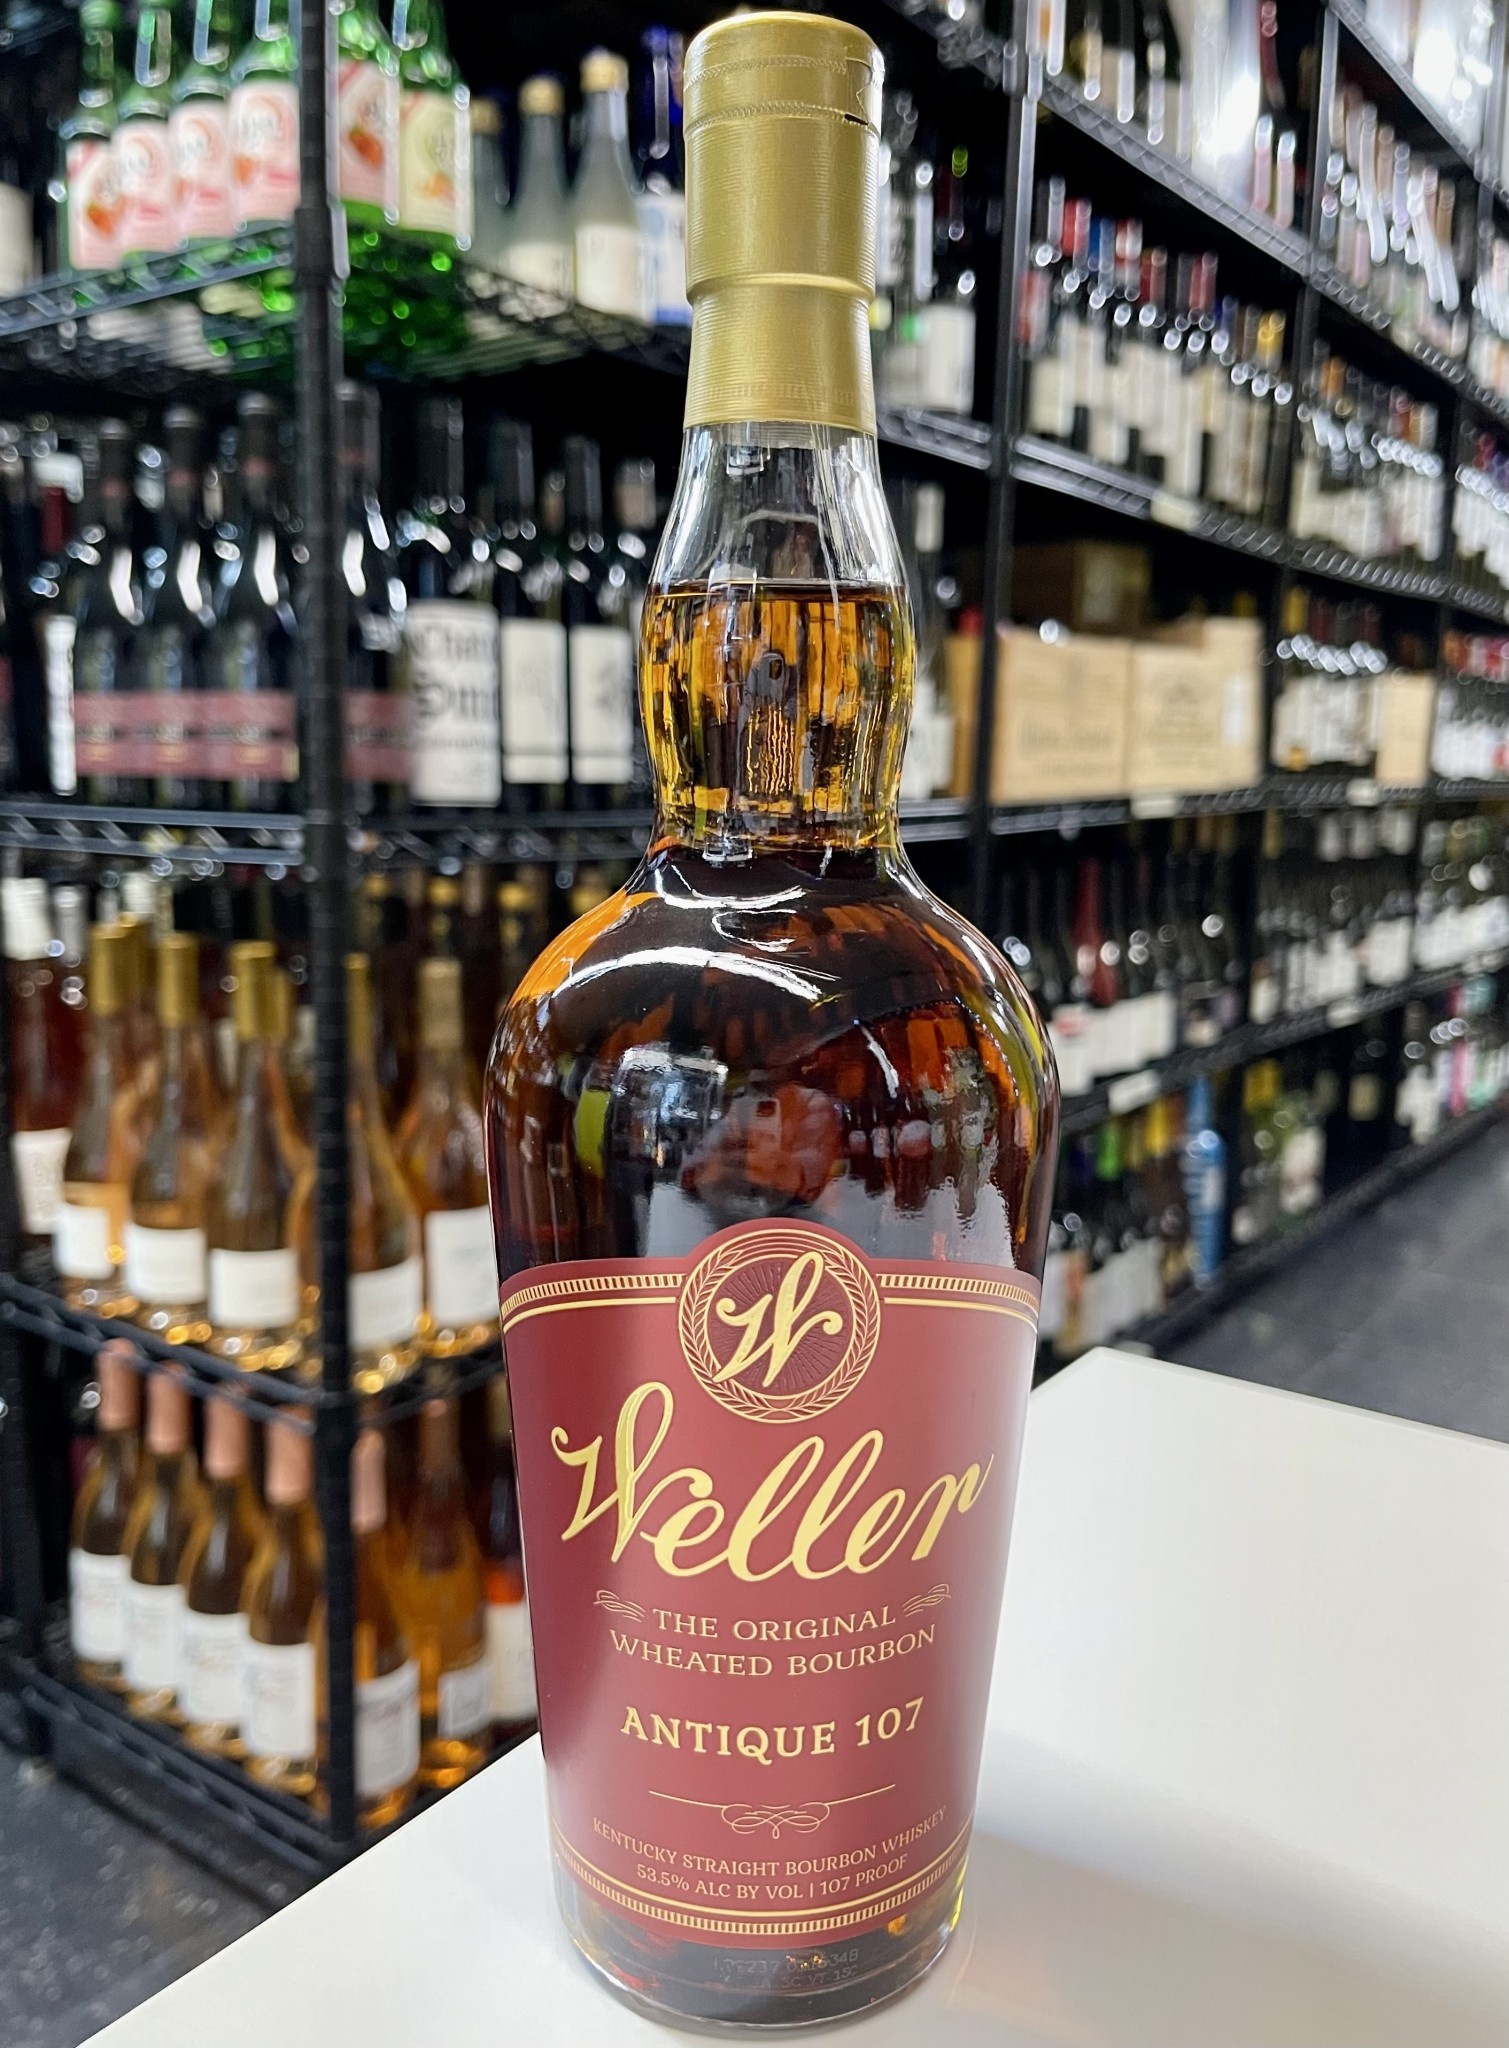 W
Weller
THE ORIGINAL
WHEATED BOURBON
ANTIQUE 107
KENTUCKY STRAIGHT BOURBON WHISKEY
53.5% ALC BY VOL | 107 PROOF